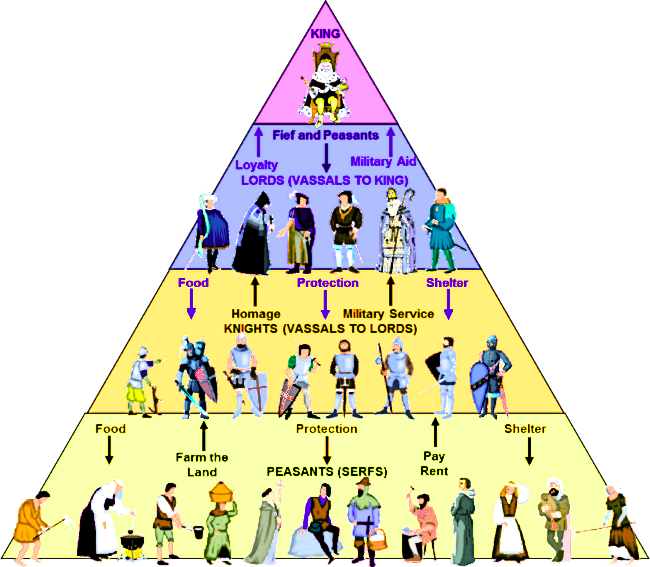 KING
Fief and Peasants
Loyalty
Military Aid
LORDS (VASSALS TO KING)
Food
Protection
Shelter
Homage
Military Service
KNIGHTS (VASSALS TO LORDS)
Food
Protection
Shelter
Farm the
Land
Pay
Rent
PEASANTS (SERFS)